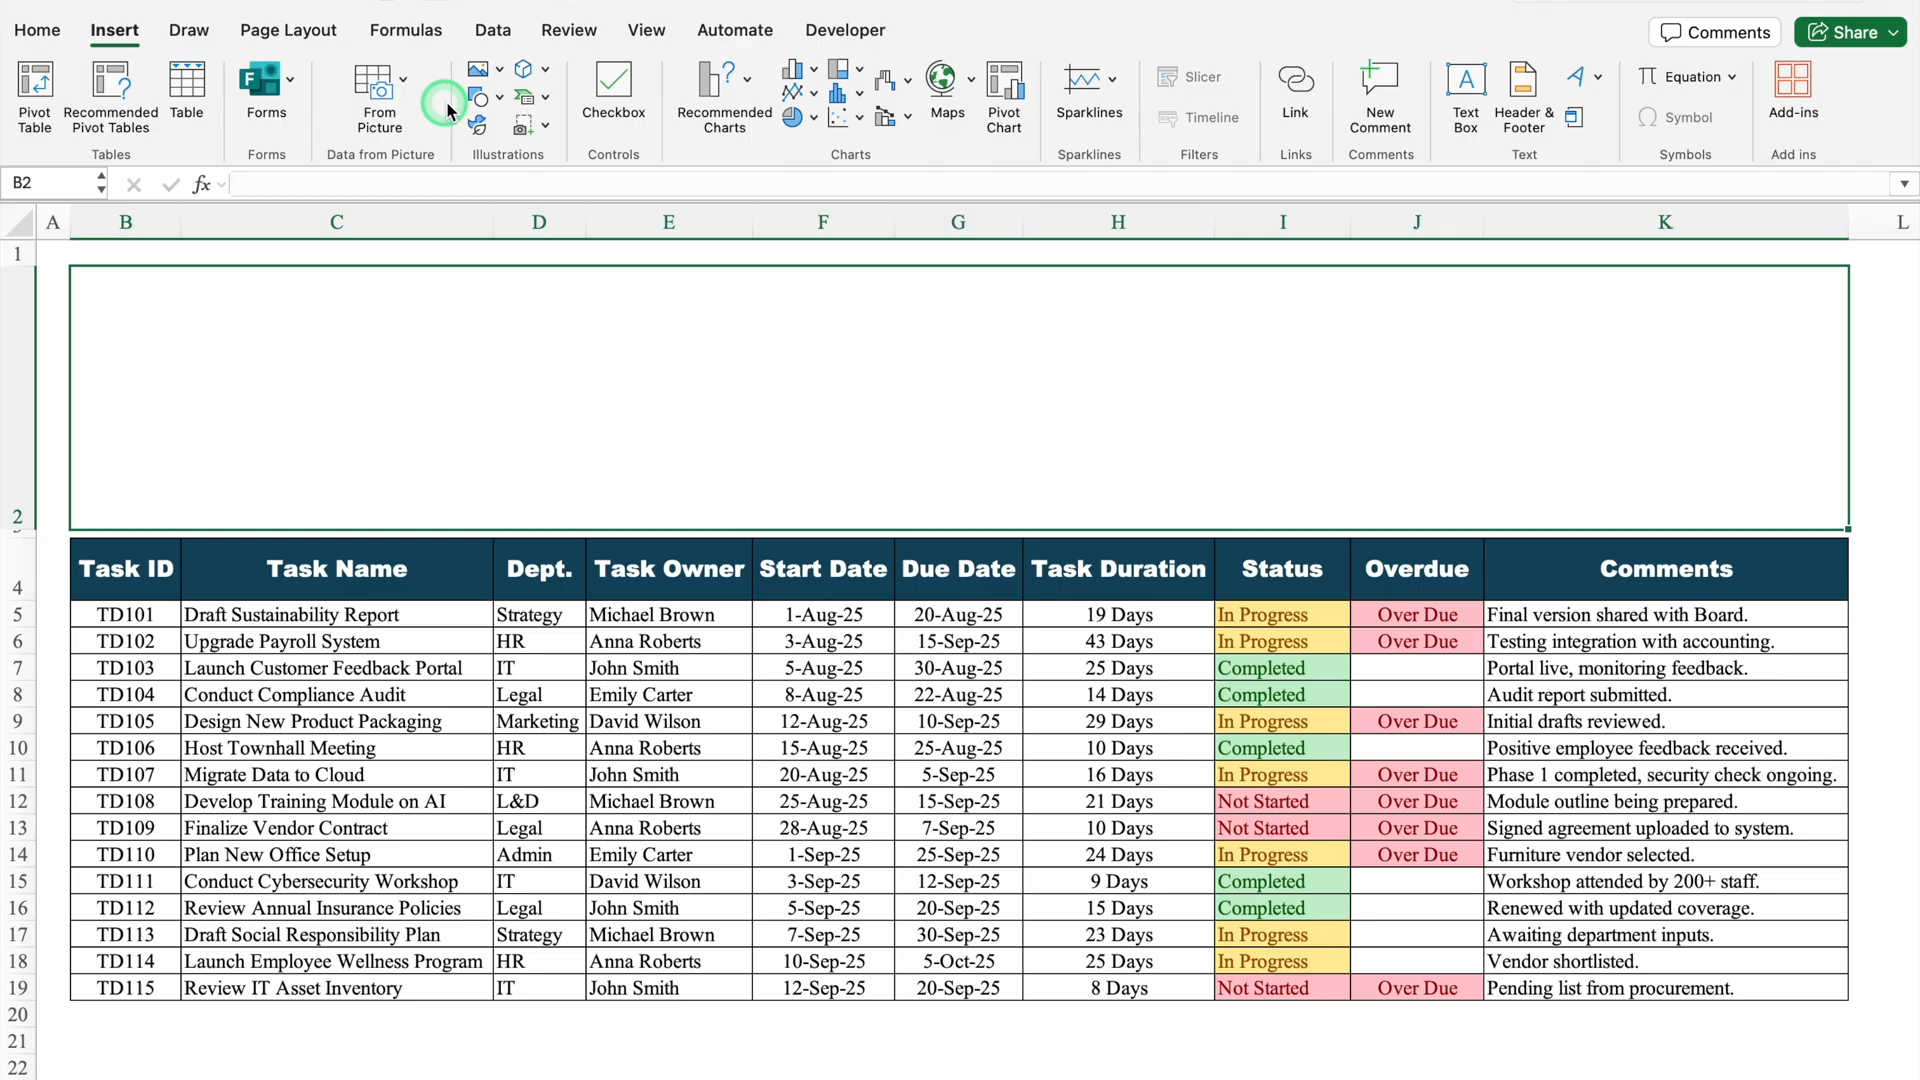 Home Insert Draw Page Layout Formulas Data Review View Automate Developer Comments Share
Pivot Table
Recommended Pivot Tables
Table
Tables
Forms
Forms
From Picture
Data from Picture
Illustrations
Checkbox
Controls
Recommended Charts
Maps
Pivot Chart
Charts
Sparklines
Sparklines
Slicer
Timeline
Filters
Link
Links
New Comment
Comments
Text Box
Header & Footer
Text
Equation
Symbol
Symbols
Add-ins
Add ins
B2 fx
A B C D E F G H I J K L
1
2
4 Task ID Task Name Dept. Task Owner Start Date Due Date Task Duration Status Overdue Comments
5 TD101 Draft Sustainability Report Strategy Michael Brown 1-Aug-25 20-Aug-25 19 Days In Progress Over Due Final version shared with Board.
6 TD102 Upgrade Payroll System HR Anna Roberts 3-Aug-25 15-Sep-25 43 Days In Progress Over Due Testing integration with accounting.
7 TD103 Launch Customer Feedback Portal IT John Smith 5-Aug-25 30-Aug-25 25 Days Completed Portal live, monitoring feedback.
8 TD104 Conduct Compliance Audit Legal Emily Carter 8-Aug-25 22-Aug-25 14 Days Completed Audit report submitted.
9 TD105 Design New Product Packaging Marketing David Wilson 12-Aug-25 10-Sep-25 29 Days In Progress Over Due Initial drafts reviewed.
10 TD106 Host Townhall Meeting HR Anna Roberts 15-Aug-25 25-Aug-25 10 Days Completed Positive employee feedback received.
11 TD107 Migrate Data to Cloud IT John Smith 20-Aug-25 5-Sep-25 16 Days In Progress Over Due Phase 1 completed, security check ongoing.
12 TD108 Develop Training Module on AI L&D Michael Brown 25-Aug-25 15-Sep-25 21 Days Not Started Over Due Module outline being prepared.
13 TD109 Finalize Vendor Contract Legal Anna Roberts 28-Aug-25 7-Sep-25 10 Days Not Started Over Due Signed agreement uploaded to system.
14 TD110 Plan New Office Setup Admin Emily Carter 1-Sep-25 25-Sep-25 24 Days In Progress Over Due Furniture vendor selected.
15 TD111 Conduct Cybersecurity Workshop IT David Wilson 3-Sep-25 12-Sep-25 9 Days Completed Workshop attended by 200+ staff.
16 TD112 Review Annual Insurance Policies Legal John Smith 5-Sep-25 20-Sep-25 15 Days Completed Renewed with updated coverage.
17 TD113 Draft Social Responsibility Plan Strategy Michael Brown 7-Sep-25 30-Sep-25 23 Days In Progress Awaiting department inputs.
18 TD114 Launch Employee Wellness Program HR Anna Roberts 10-Sep-25 5-Oct-25 25 Days In Progress Vendor shortlisted.
19 TD115 Review IT Asset Inventory IT John Smith 12-Sep-25 20-Sep-25 8 Days Not Started Over Due Pending list from procurement.
20
21
22